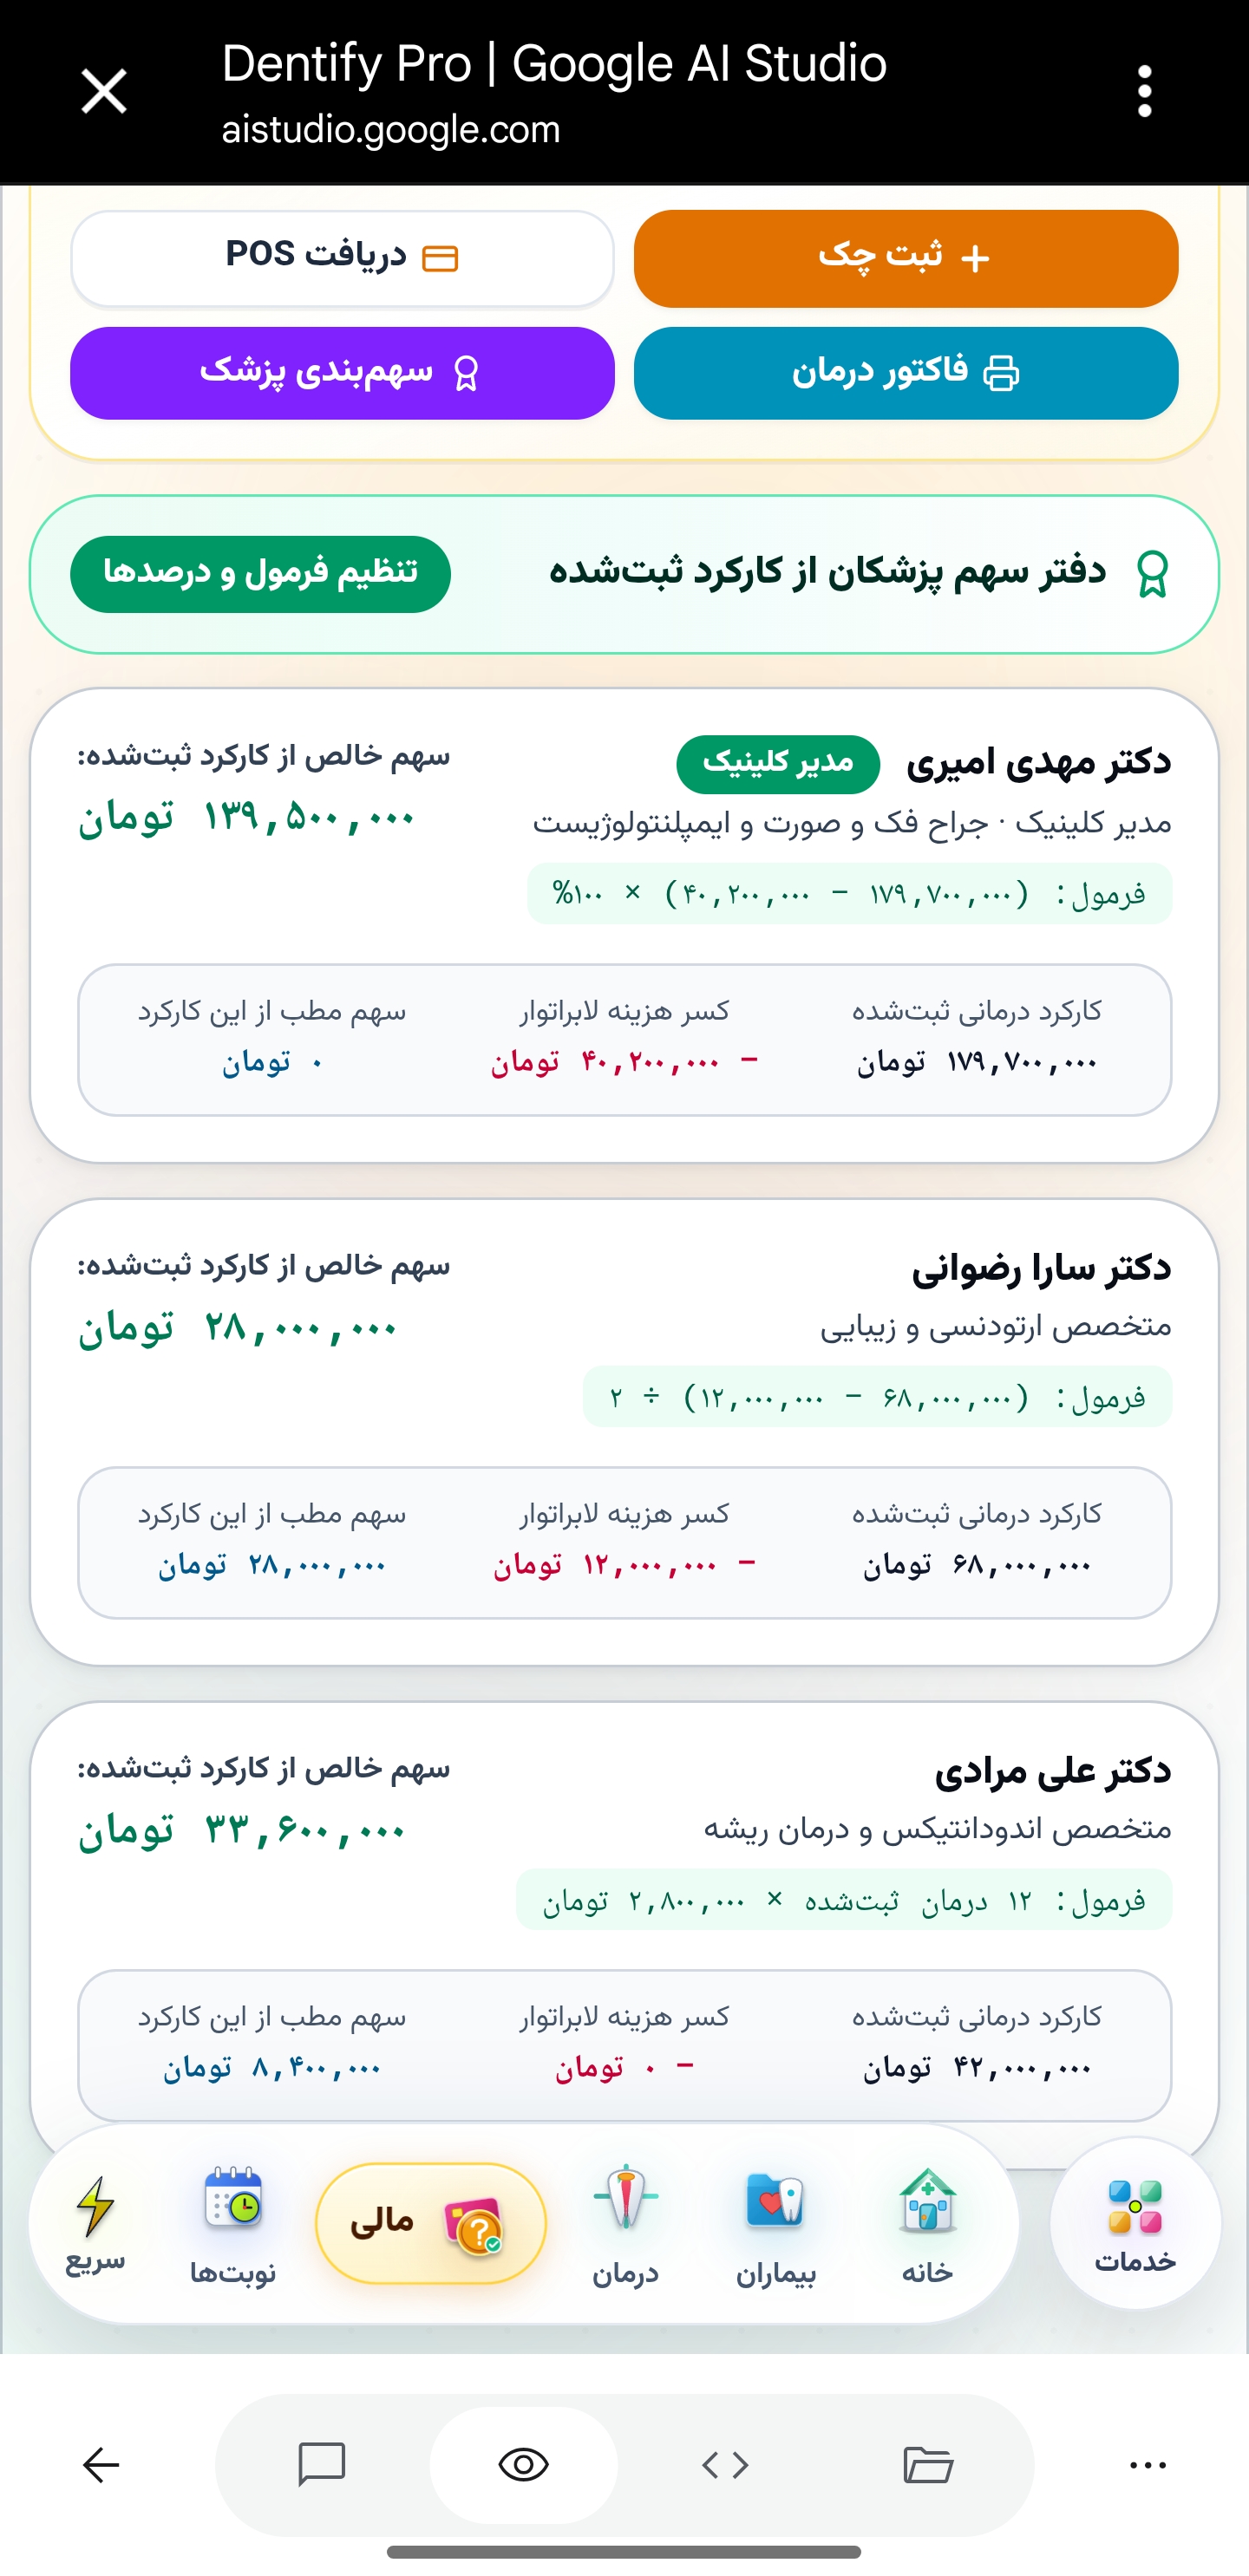 Dentify Pro | Google AI Studio
aistudio.google.com
ثبت چک
دریافت POS
فاکتور درمان
سهم‌بندی پزشک
دفتر سهم پزشکان از کارکرد ثبت‌شده
تنظیم فرمول و درصدها
دکتر مهدی امیری
مدیر کلینیک
سهم خالص از کارکرد ثبت‌شده:
۱۳۹,۵۰۰,۰۰۰ تومان
مدیر کلینیک · جراح فک و صورت و ایمپلنتولوژیست
فرمول: (۱۷۹,۷۰۰,۰۰۰ − ۴۰,۲۰۰,۰۰۰) × ۱۰۰%
کارکرد درمانی ثبت‌شده
کسر هزینه لابراتوار
سهم مطب از این کارکرد
۱۷۹,۷۰۰,۰۰۰ تومان
− ۴۰,۲۰۰,۰۰۰ تومان
۰ تومان
دکتر سارا رضوانی
سهم خالص از کارکرد ثبت‌شده:
متخصص ارتودنسی و زیبایی
۲۸,۰۰۰,۰۰۰ تومان
فرمول: (۶۸,۰۰۰,۰۰۰ − ۱۲,۰۰۰,۰۰۰) ÷ ۲
کارکرد درمانی ثبت‌شده
کسر هزینه لابراتوار
سهم مطب از این کارکرد
۶۸,۰۰۰,۰۰۰ تومان
− ۱۲,۰۰۰,۰۰۰ تومان
۲۸,۰۰۰,۰۰۰ تومان
دکتر علی مرادی
سهم خالص از کارکرد ثبت‌شده:
متخصص اندودانتیکس و درمان ریشه
۳۳,۶۰۰,۰۰۰ تومان
فرمول: ۱۲ درمان ثبت‌شده × ۲,۸۰۰,۰۰۰ تومان
کارکرد درمانی ثبت‌شده
کسر هزینه لابراتوار
سهم مطب از این کارکرد
۴۲,۰۰۰,۰۰۰ تومان
− ۰ تومان
۸,۴۰۰,۰۰۰ تومان
خدمات
خانه
بیماران
درمان
مالی
نوبت‌ها
سریع